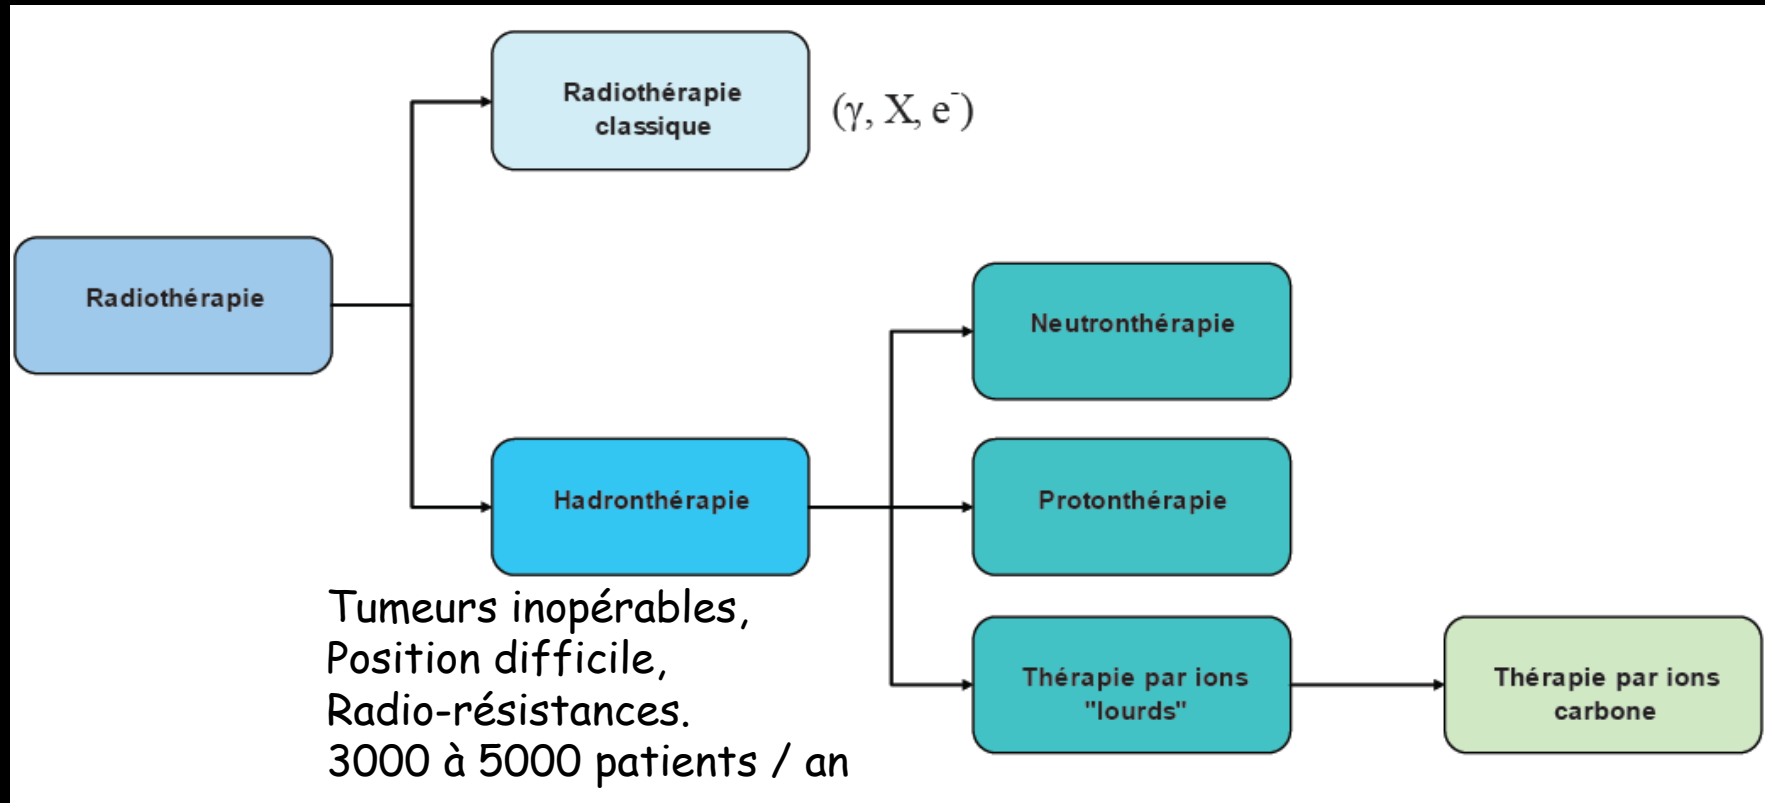 Radiothérapie
classique
(γ, X, e⁻)
Radiothérapie
Neutronthérapie
Hadronthérapie
Protonthérapie
Tumeurs inopérables,
Position difficile,
Radio-résistances.
3000 à 5000 patients / an
Thérapie par ions
"lourds"
Thérapie par ions
carbone